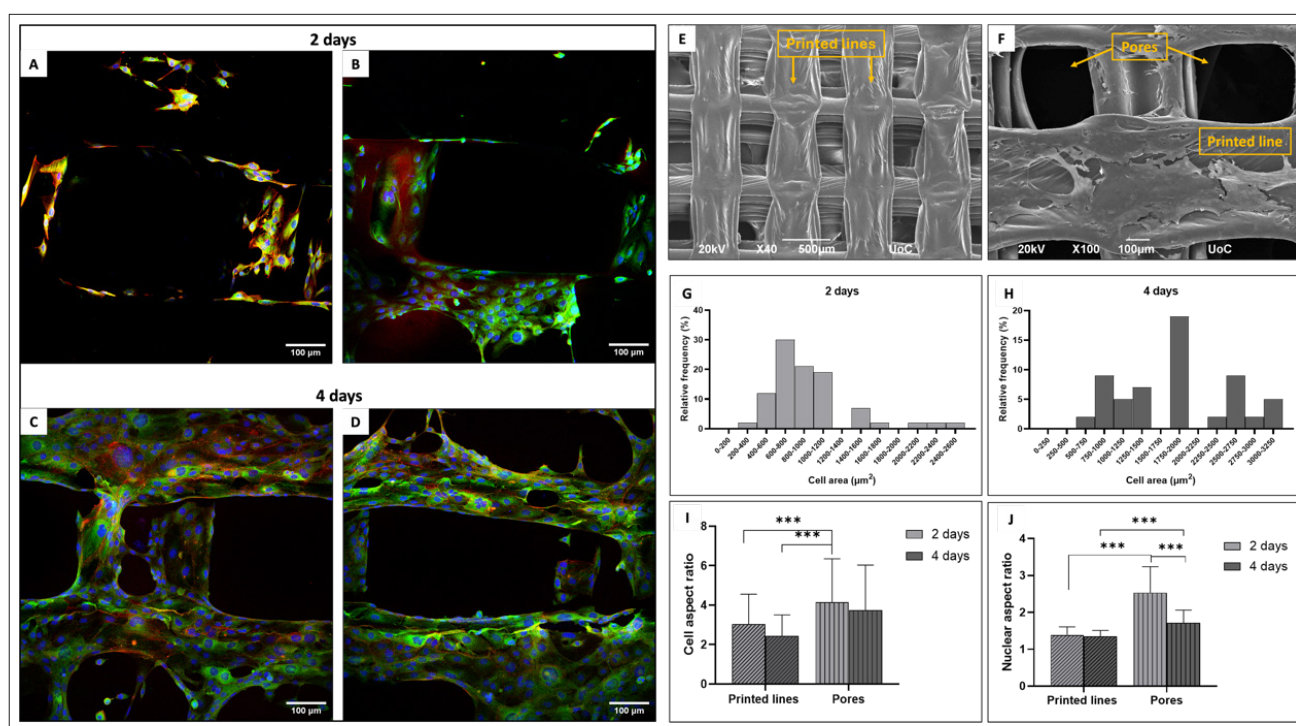 2 days
A
B
100 µm
100 µm
4 days
C
D
100 µm
100 µm
E
Printed lines
20kV X40 500µm UoC
F
Pores
Printed line
20kV X100 100µm UoC
G
2 days
Relative frequency (%)
40
30
20
10
0
0-200
200-400
400-600
600-800
800-1000
1000-1200
1200-1400
1400-1600
1600-1800
1800-2000
2000-2200
2200-2400
2400-2600
Cell area (µm²)
H
4 days
Relative frequency (%)
20
15
10
5
0
0-250
250-500
500-750
750-1000
1000-1250
1250-1500
1500-1750
1750-2000
2000-2250
2250-2500
2500-2750
2750-3000
3000-3250
Cell area (µm²)
I
Cell aspect ratio
8
6
4
2
0
***
***
2 days
4 days
Printed lines
Pores
J
Nuclear aspect ratio
4
3
2
1
0
***
***
***
2 days
4 days
Printed lines
Pores